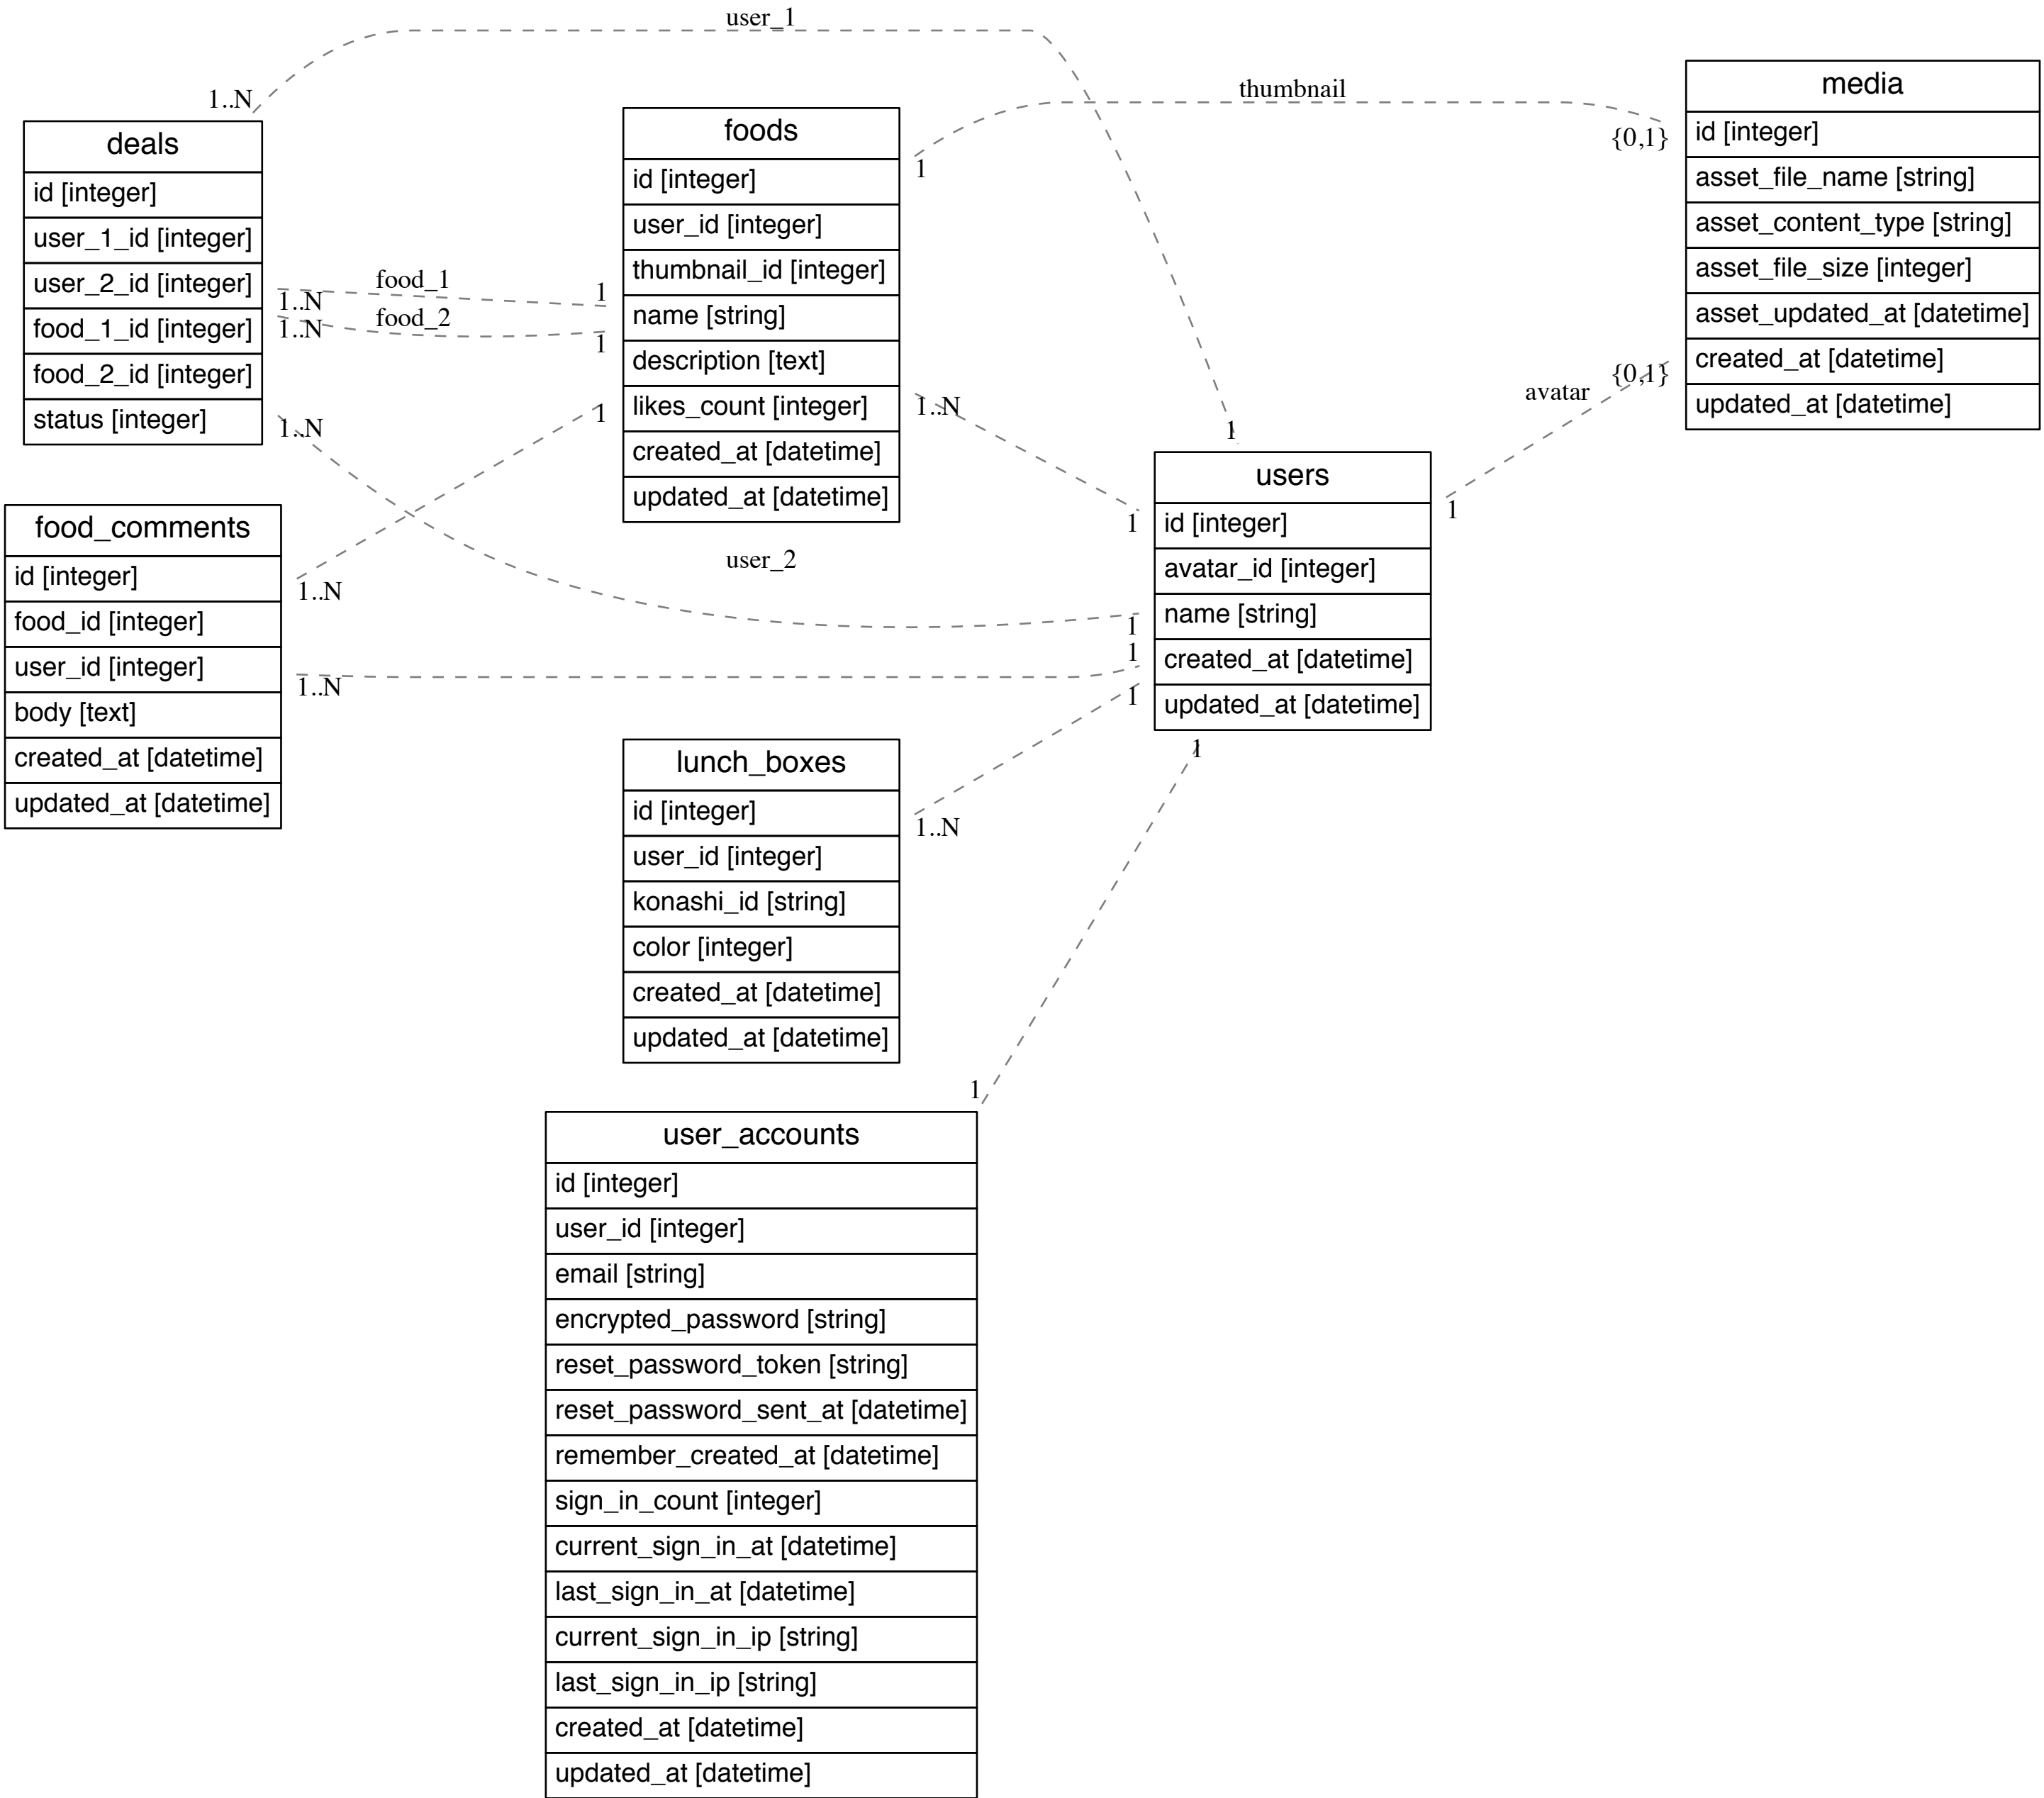 user_1
1..N
deals
id [integer]
user_1_id [integer]
user_2_id [integer]
food_1_id [integer]
food_2_id [integer]
status [integer]
food_1
1..N
1
food_2
1..N
1
1..N
1
foods
id [integer]
user_id [integer]
thumbnail_id [integer]
name [string]
description [text]
likes_count [integer]
created_at [datetime]
updated_at [datetime]
thumbnail
1
{0,1}
media
id [integer]
asset_file_name [string]
asset_content_type [string]
asset_file_size [integer]
asset_updated_at [datetime]
created_at [datetime]
updated_at [datetime]
avatar
{0,1}
1
1..N
1
1
users
id [integer]
avatar_id [integer]
name [string]
created_at [datetime]
updated_at [datetime]
user_2
1
1
1
1
food_comments
id [integer]
food_id [integer]
user_id [integer]
body [text]
created_at [datetime]
updated_at [datetime]
1..N
1..N
lunch_boxes
id [integer]
user_id [integer]
konashi_id [string]
color [integer]
created_at [datetime]
updated_at [datetime]
1..N
1
user_accounts
id [integer]
user_id [integer]
email [string]
encrypted_password [string]
reset_password_token [string]
reset_password_sent_at [datetime]
remember_created_at [datetime]
sign_in_count [integer]
current_sign_in_at [datetime]
last_sign_in_at [datetime]
current_sign_in_ip [string]
last_sign_in_ip [string]
created_at [datetime]
updated_at [datetime]